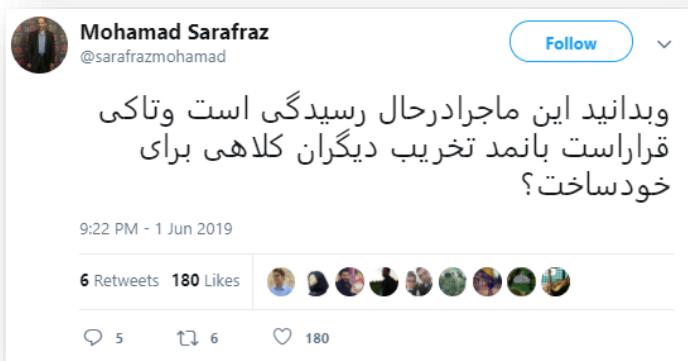 Mohamad Sarafraz
@sarafrazmohamad
Follow
وبدانید این ماجرادرحال رسیدگی است وتاکی
قراراست بانمد تخریب دیگران کلاهی برای
خودساخت؟
9:22 PM - 1 Jun 2019
6 Retweets 180 Likes
5 6 180